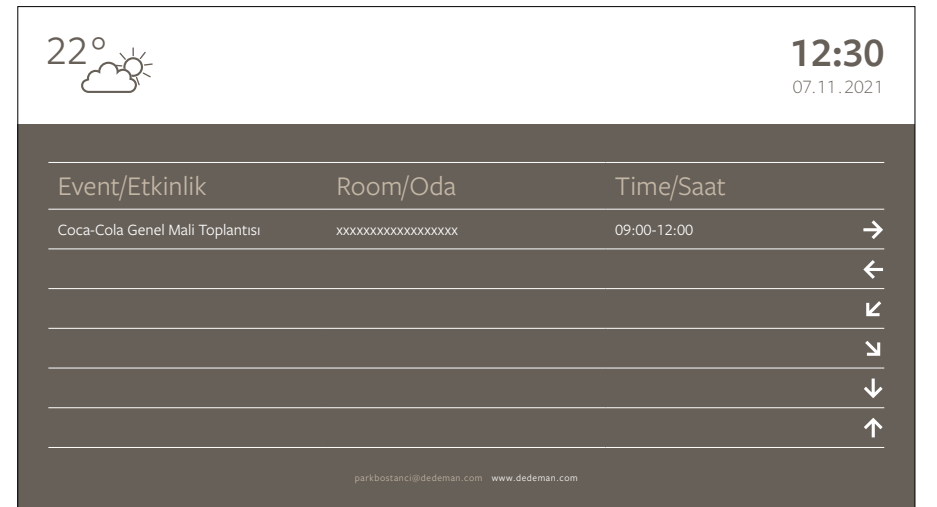 22°
12:30
07.11.2021
Event/Etkinlik Room/Oda Time/Saat
Coca-Cola Genel Mali Toplantısı xxxxxxxxxxxxxxxxxx 09:00-12:00 →
←
↙
↘
↓
↑
parkbostanci@dedeman.com www.dedeman.com